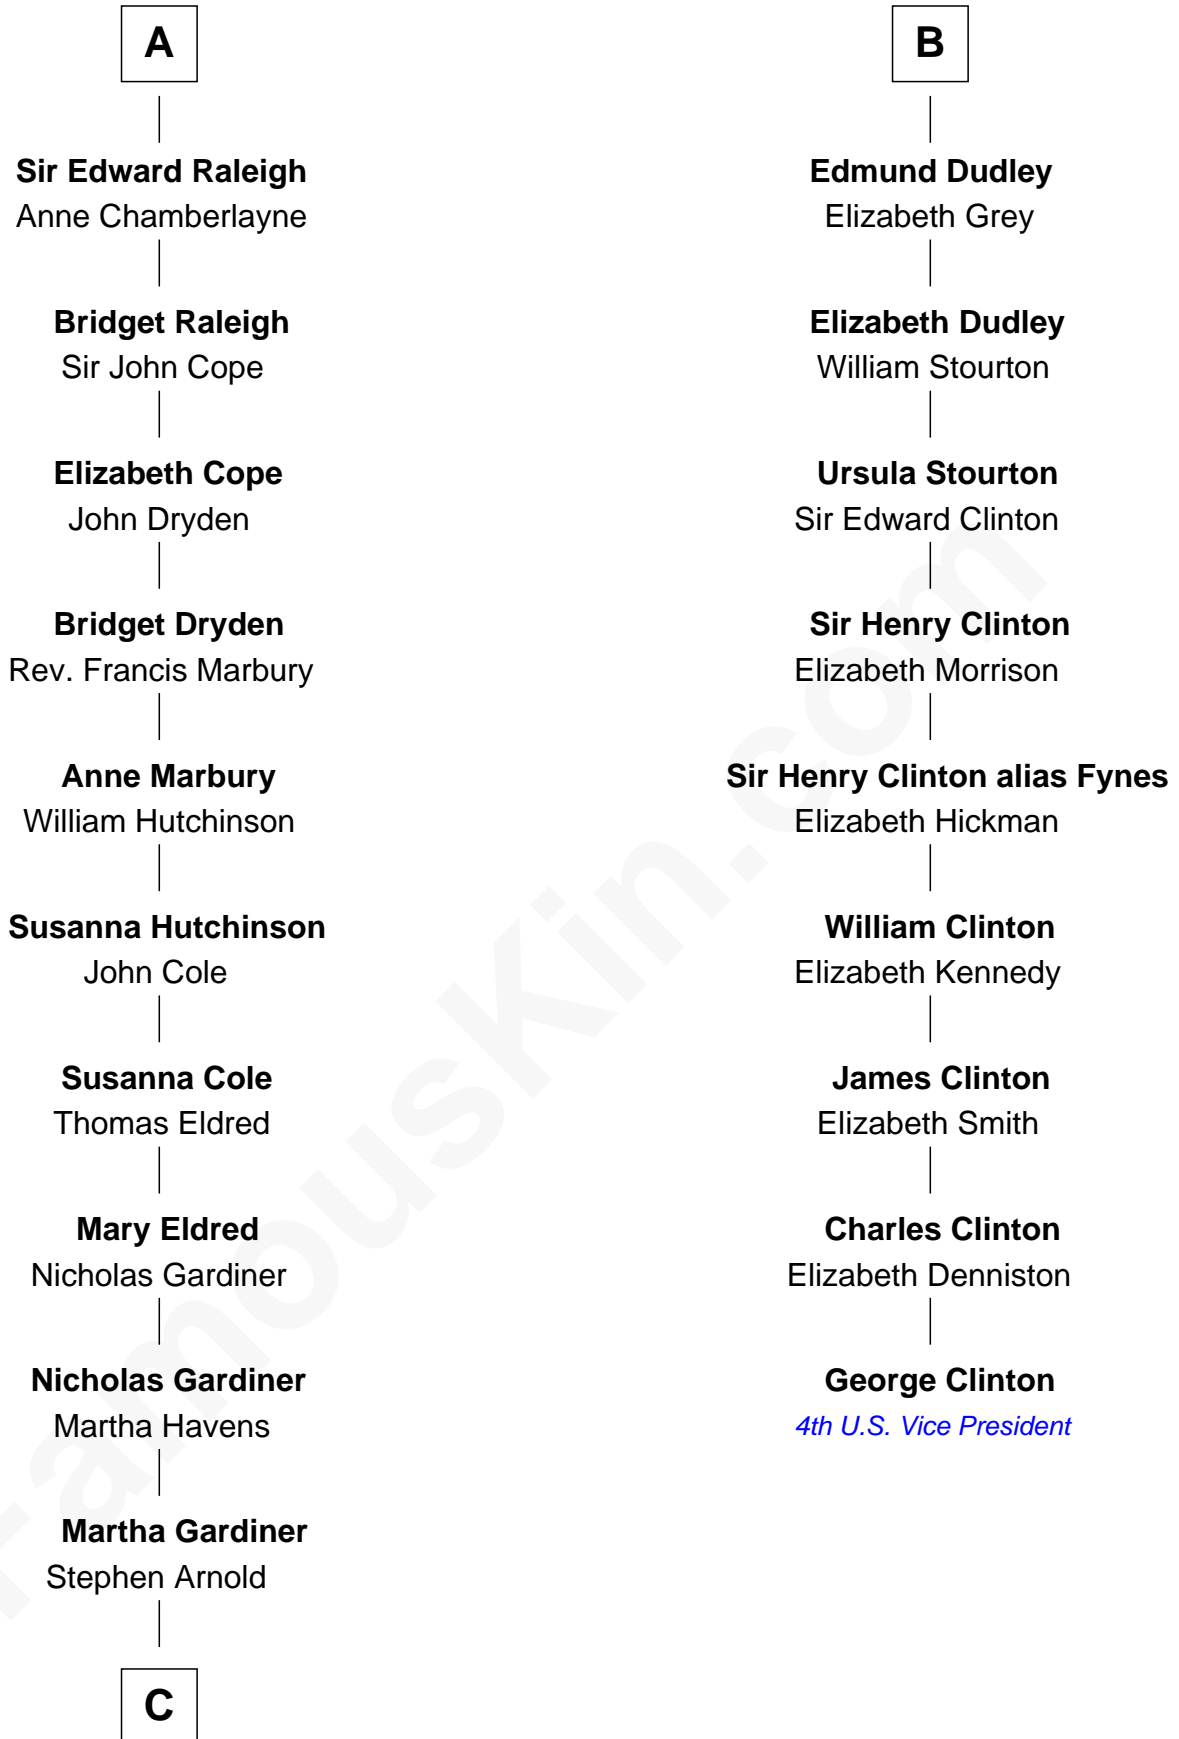 A
Sir Edward Raleigh
Anne Chamberlayne
Bridget Raleigh
Sir John Cope
Elizabeth Cope
John Dryden
Bridget Dryden
Rev. Francis Marbury
Anne Marbury
William Hutchinson
Susanna Hutchinson
John Cole
Susanna Cole
Thomas Eldred
Mary Eldred
Nicholas Gardiner
Nicholas Gardiner
Martha Havens
Martha Gardiner
Stephen Arnold
C
B
Edmund Dudley
Elizabeth Grey
Elizabeth Dudley
William Stourton
Ursula Stourton
Sir Edward Clinton
Sir Henry Clinton
Elizabeth Morrison
Sir Henry Clinton alias Fynes
Elizabeth Hickman
William Clinton
Elizabeth Kennedy
James Clinton
Elizabeth Smith
Charles Clinton
Elizabeth Denniston
George Clinton
4th U.S. Vice President
FamousKin.com